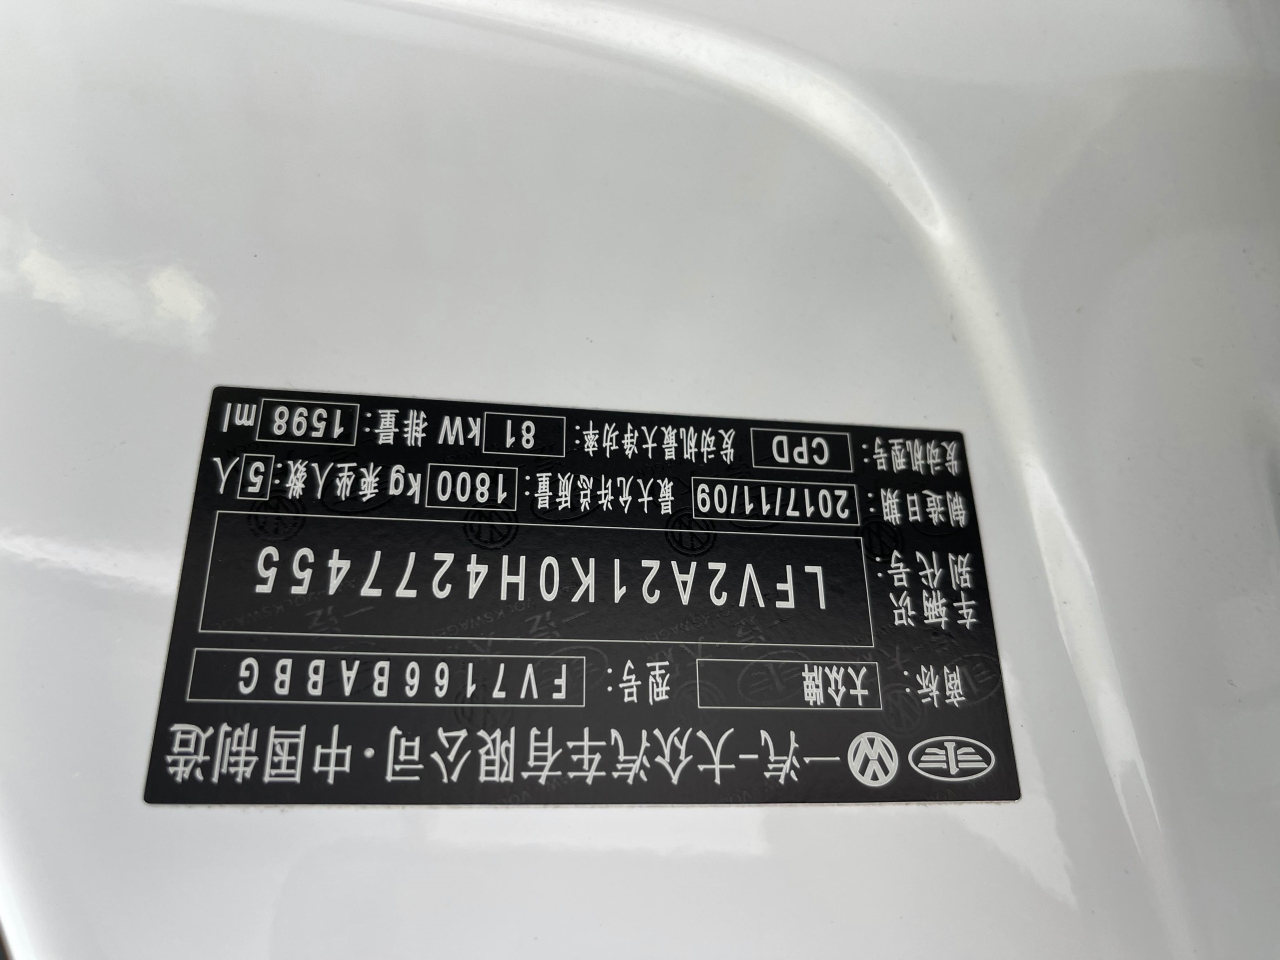 一汽-大众汽车有限公司·中国制造
商标: 大众牌 型号: FV7166BABBG
车辆识别代号: LFV2A21K0H4277455
制造日期: 2017/11/09 最大允许总质量: 1800 kg 乘坐人数: 5 人
发动机型号: CPD 发动机最大净功率: 81 kW 排量: 1598 ml